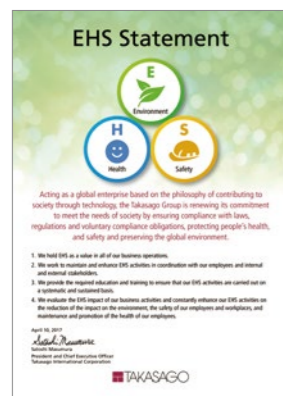 EHS Statement
E
Environment
H
Health
S
Safety
Acting as a global enterprise based on the philosophy of contributing to
society through technology, the Takasago Group is renewing its commitment
to meet the needs of society by ensuring compliance with laws,
regulations and voluntary compliance obligations, protecting people's health,
and safety and preserving the global environment.
1. We hold EHS as a value in all of our business operations.
2. We work to maintain and enhance EHS activities in coordination with our employees and internal
and external stakeholders.
3. We provide the required education and training to ensure that our EHS activities are carried out on
a systematic and sustained basis.
4. We evaluate the EHS impact of our business activities and constantly enhance our EHS activities on
the reduction of the impact on the environment, the safety of our employees and workplaces, and
maintenance and promotion of the health of our employees.
April 10, 2017
Satoshi Masumura
Satoshi Masumura
President and Chief Executive Officer
Takasago International Corporation
TAKASAGO